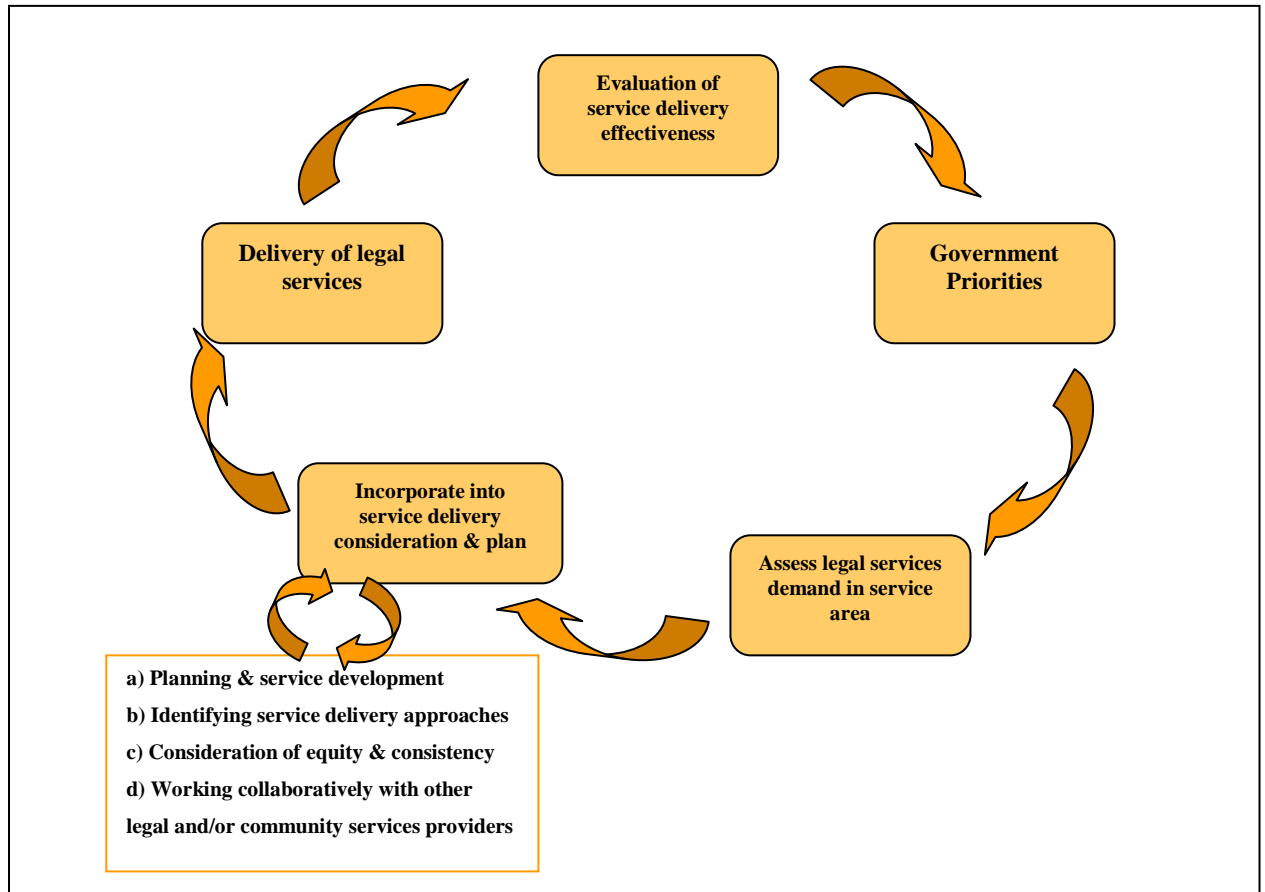 Evaluation of
service delivery
effectiveness
Delivery of legal
services
Government
Priorities
Incorporate into
service delivery
consideration & plan
Assess legal services
demand in service
area
a) Planning & service development
b) Identifying service delivery approaches
c) Consideration of equity & consistency
d) Working collaboratively with other
legal and/or community services providers